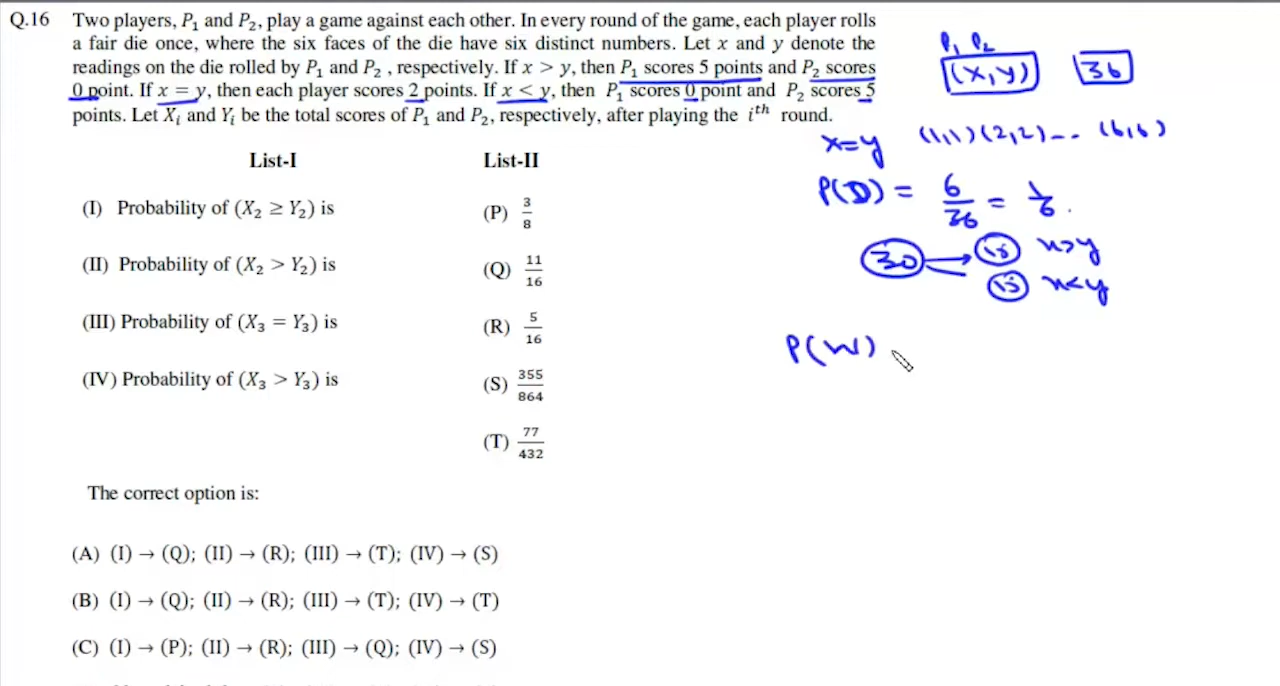 Q.16 Two players, P₁ and P₂, play a game against each other. In every round of the game, each player rolls
a fair die once, where the six faces of the die have six distinct numbers. Let x and y denote the
readings on the die rolled by P₁ and P₂ , respectively. If x > y, then P₁ scores 5 points and P₂ scores
0 point. If x = y, then each player scores 2 points. If x < y, then P₁ scores 0 point and P₂ scores 5
points. Let Xᵢ and Yᵢ be the total scores of P₁ and P₂, respectively, after playing the iᵗʰ round.
List-I List-II
(I) Probability of (X₂ ≥ Y₂) is (P) 3/8
(II) Probability of (X₂ > Y₂) is (Q) 11/16
(III) Probability of (X₃ = Y₃) is (R) 5/16
(IV) Probability of (X₃ > Y₃) is (S) 355/864
(T) 77/432
The correct option is:
(A) (I) → (Q); (II) → (R); (III) → (T); (IV) → (S)
(B) (I) → (Q); (II) → (R); (III) → (T); (IV) → (T)
(C) (I) → (P); (II) → (R); (III) → (Q); (IV) → (S)
P₁ P₂
(x,y) 36
x=y (1,1) (2,2) -- (6,6)
P(D) = 6/36 = 1/6.
30 → 15 x>y
15 x<y
P(W)